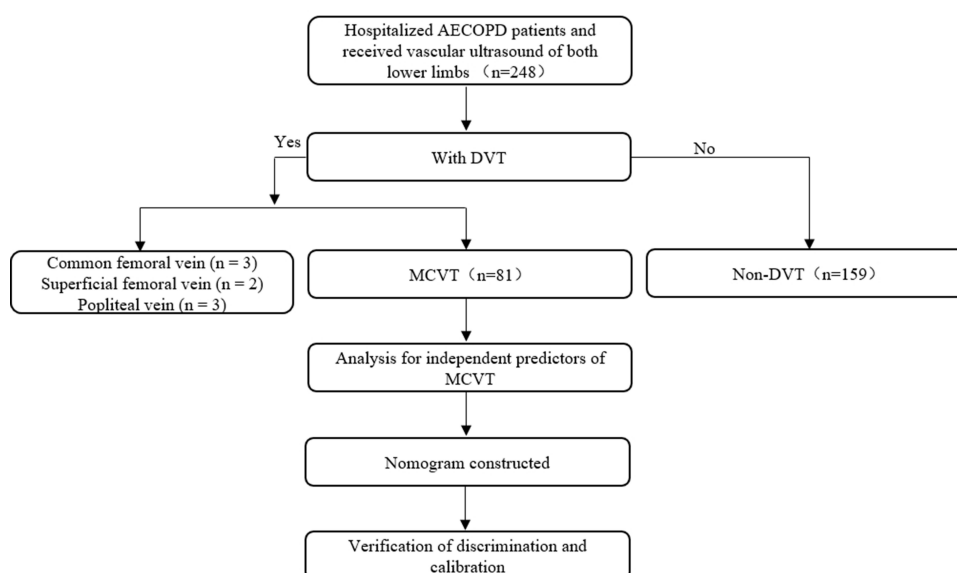 Hospitalized AECOPD patients and
received vascular ultrasound of both
lower limbs （n=248）
Yes
With DVT
No
Common femoral vein (n = 3)
Superficial femoral vein (n = 2)
Popliteal vein (n = 3)
MCVT（n=81）
Non-DVT（n=159）
Analysis for independent predictors of
MCVT
Nomogram constructed
Verification of discrimination and
calibration